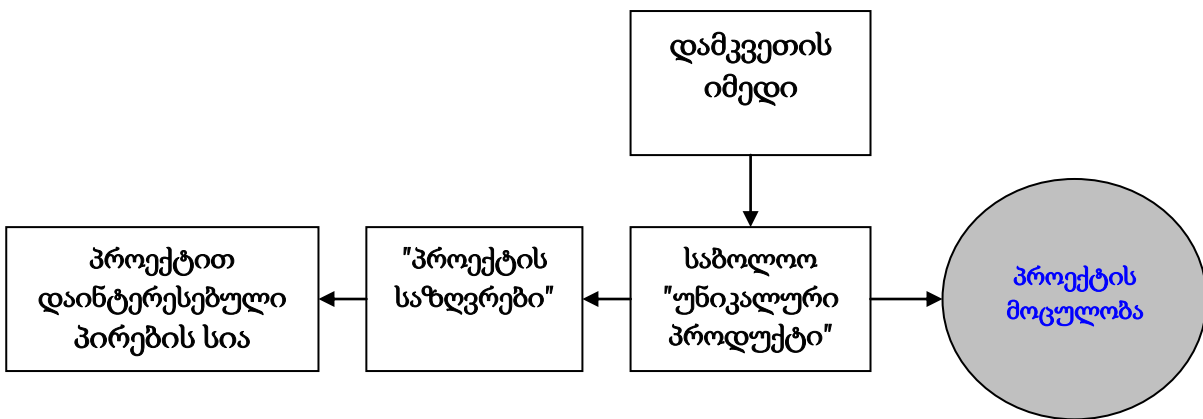 დამკვეთის
იმედი
პროექტით
დაინტერესებული
პირების სია
"პროექტის
საზღვრები"
საბოლოო
"უნიკალური
პროდუქტი"
პროექტის
მოცულობა